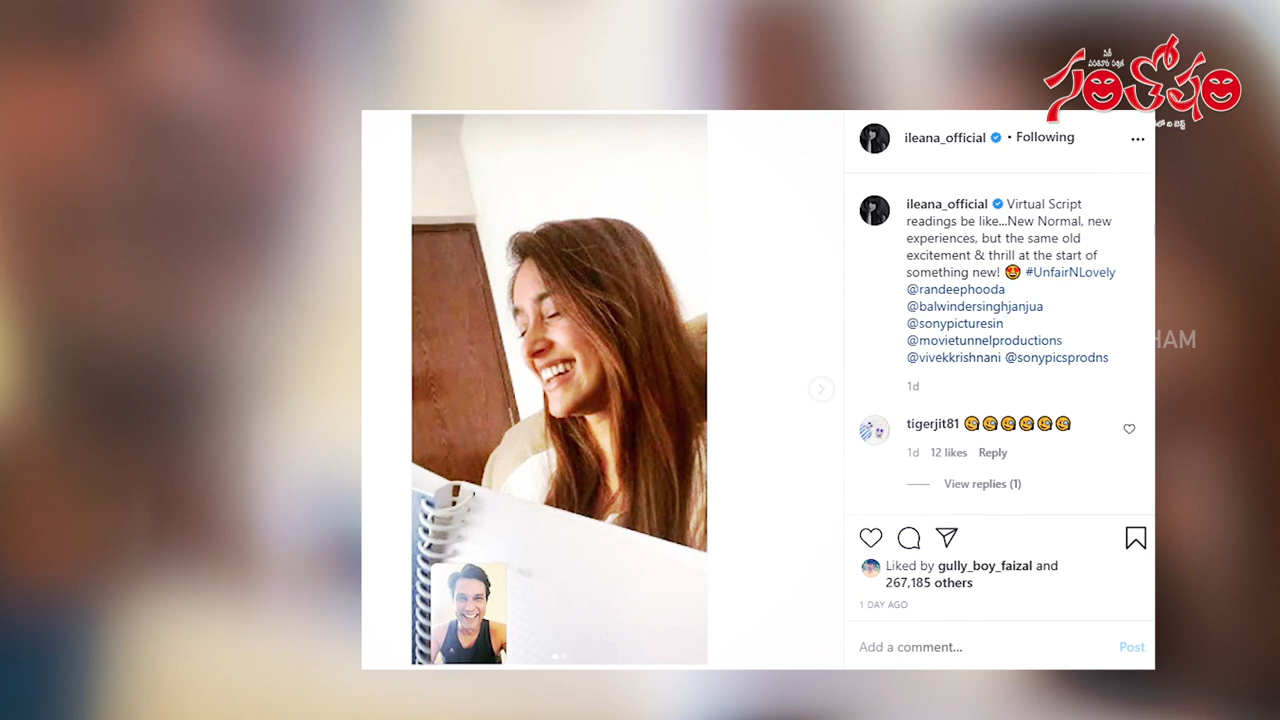 సంతోషం
ileana_official • Following
ileana_official Virtual Script
readings be like...New Normal, new
experiences, but the same old
excitement & thrill at the start of
something new! 🤩 #UnfairNLovely
@randeephooda
@balwindersinghjanjua
@sonypicturesin
@movietunnelproductions
@vivekkrishnani @sonypicsprodns
HAM
1d
tigerjit81
1d 12 likes Reply
View replies (1)
Liked by gully_boy_faizal and
267,185 others
1 DAY AGO
Add a comment... Post